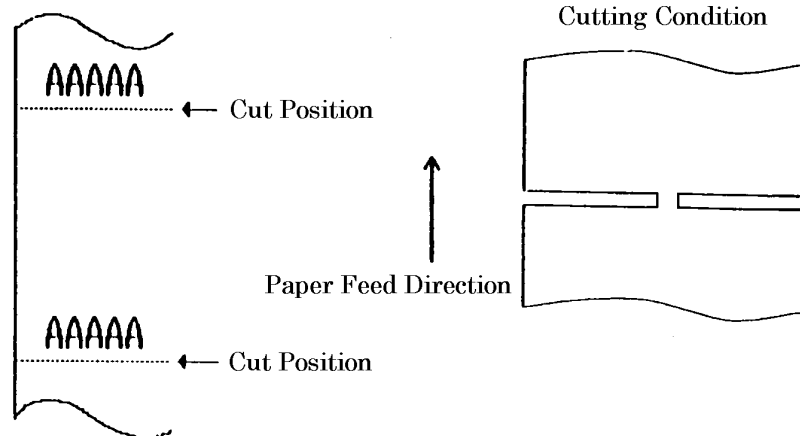 Cutting Condition
AAAAA
Cut Position
Paper Feed Direction
AAAAA
Cut Position